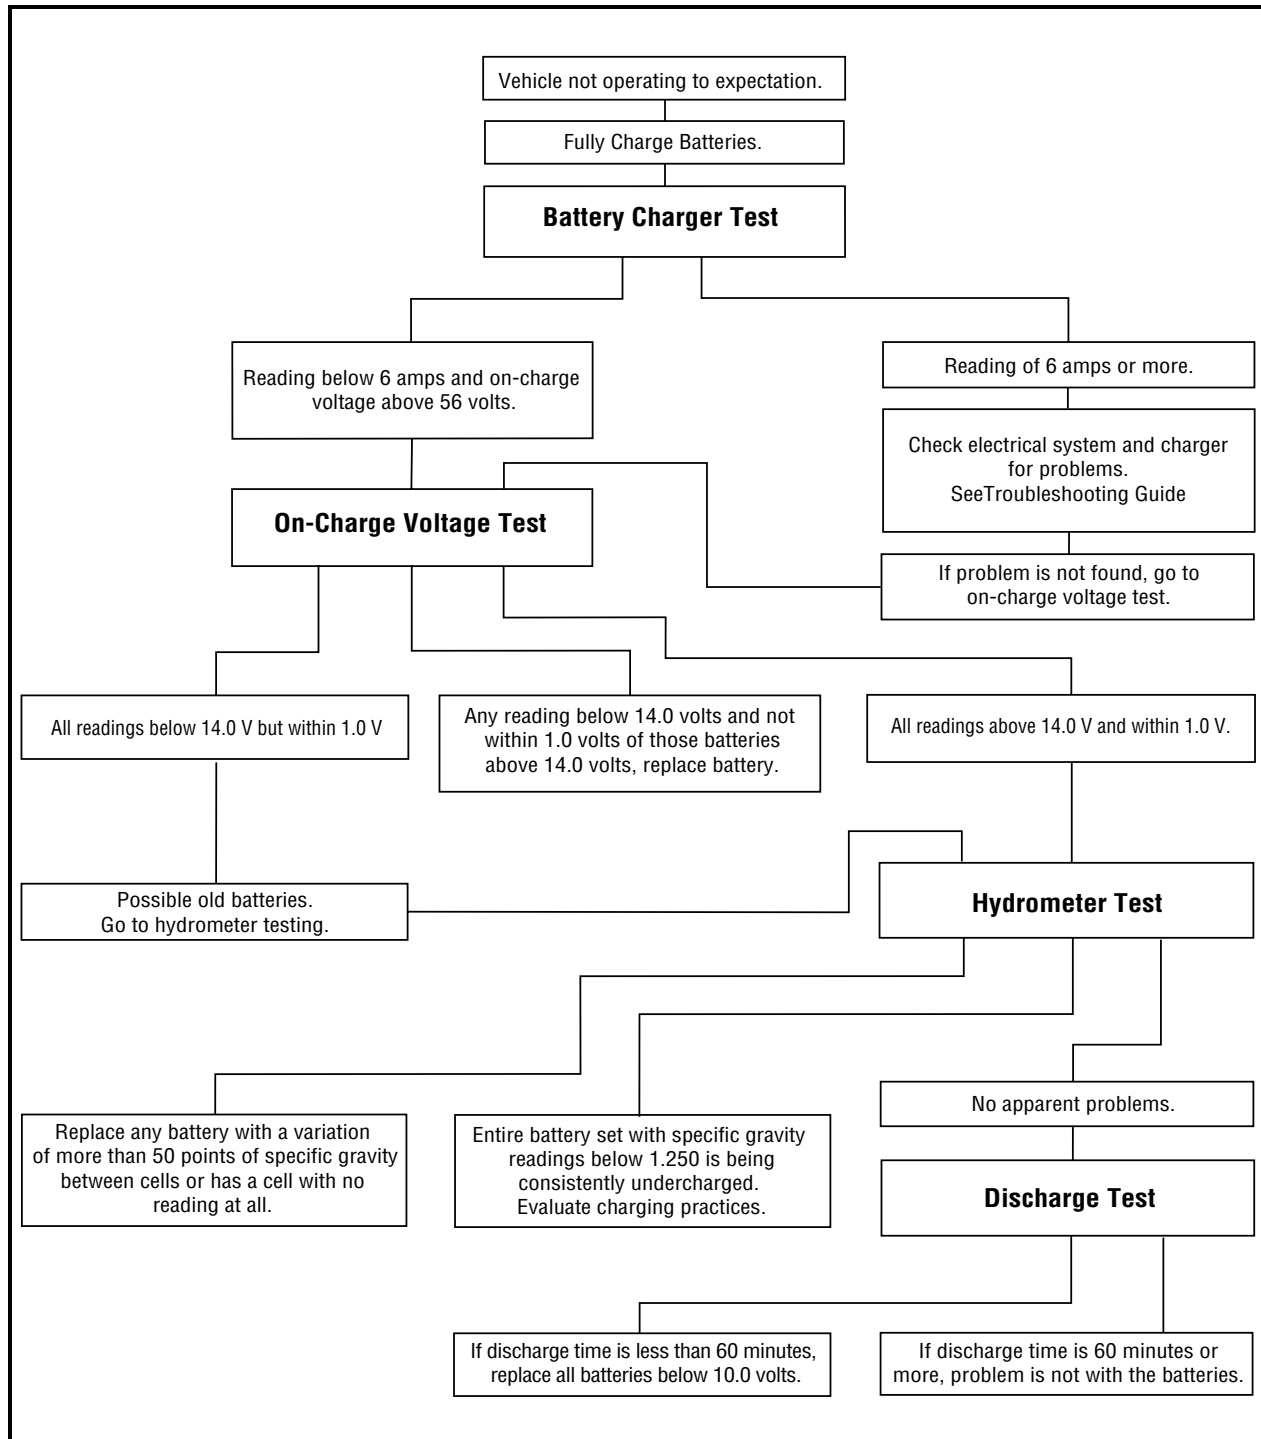 Vehicle not operating to expectation.
Fully Charge Batteries.
Battery Charger Test
Reading below 6 amps and on-charge
voltage above 56 volts.
Reading of 6 amps or more.
Check electrical system and charger
for problems.
SeeTroubleshooting Guide
On-Charge Voltage Test
If problem is not found, go to
on-charge voltage test.
All readings below 14.0 V but within 1.0 V
Any reading below 14.0 volts and not
within 1.0 volts of those batteries
above 14.0 volts, replace battery.
All readings above 14.0 V and within 1.0 V.
Possible old batteries.
Go to hydrometer testing.
Hydrometer Test
Replace any battery with a variation
of more than 50 points of specific gravity
between cells or has a cell with no
reading at all.
Entire battery set with specific gravity
readings below 1.250 is being
consistently undercharged.
Evaluate charging practices.
No apparent problems.
Discharge Test
If discharge time is less than 60 minutes,
replace all batteries below 10.0 volts.
If discharge time is 60 minutes or
more, problem is not with the batteries.